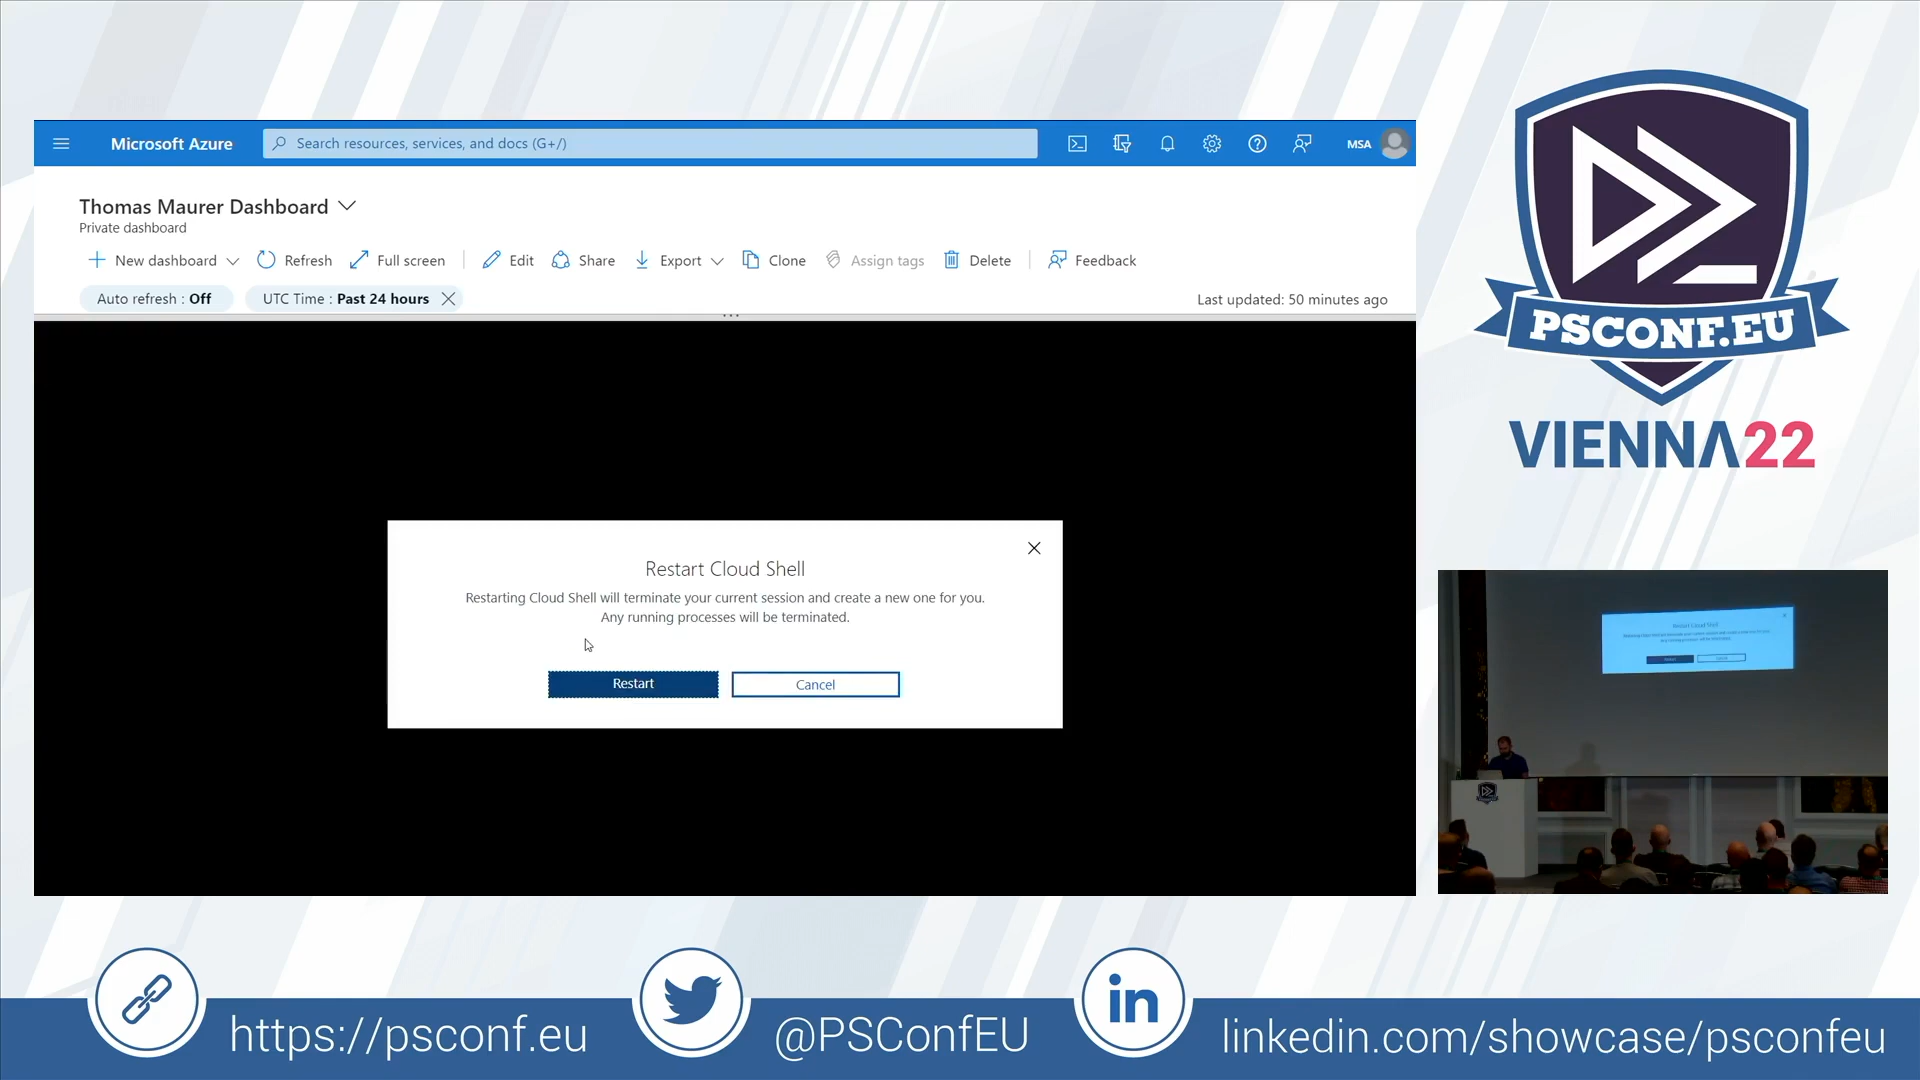 Microsoft Azure
Search resources, services, and docs (G+/)
MSA
Thomas Maurer Dashboard
Private dashboard
New dashboard
Refresh
Full screen
Edit
Share
Export
Clone
Assign tags
Delete
Feedback
Auto refresh : Off
UTC Time : Past 24 hours
Last updated: 50 minutes ago
Restart Cloud Shell
Restarting Cloud Shell will terminate your current session and create a new one for you.
Any running processes will be terminated.
Restart
Cancel
PSCONF.EU
VIENNA22
Restart Cloud Shell
https://psconf.eu
@PSConfEU
in
linkedin.com/showcase/psconfeu